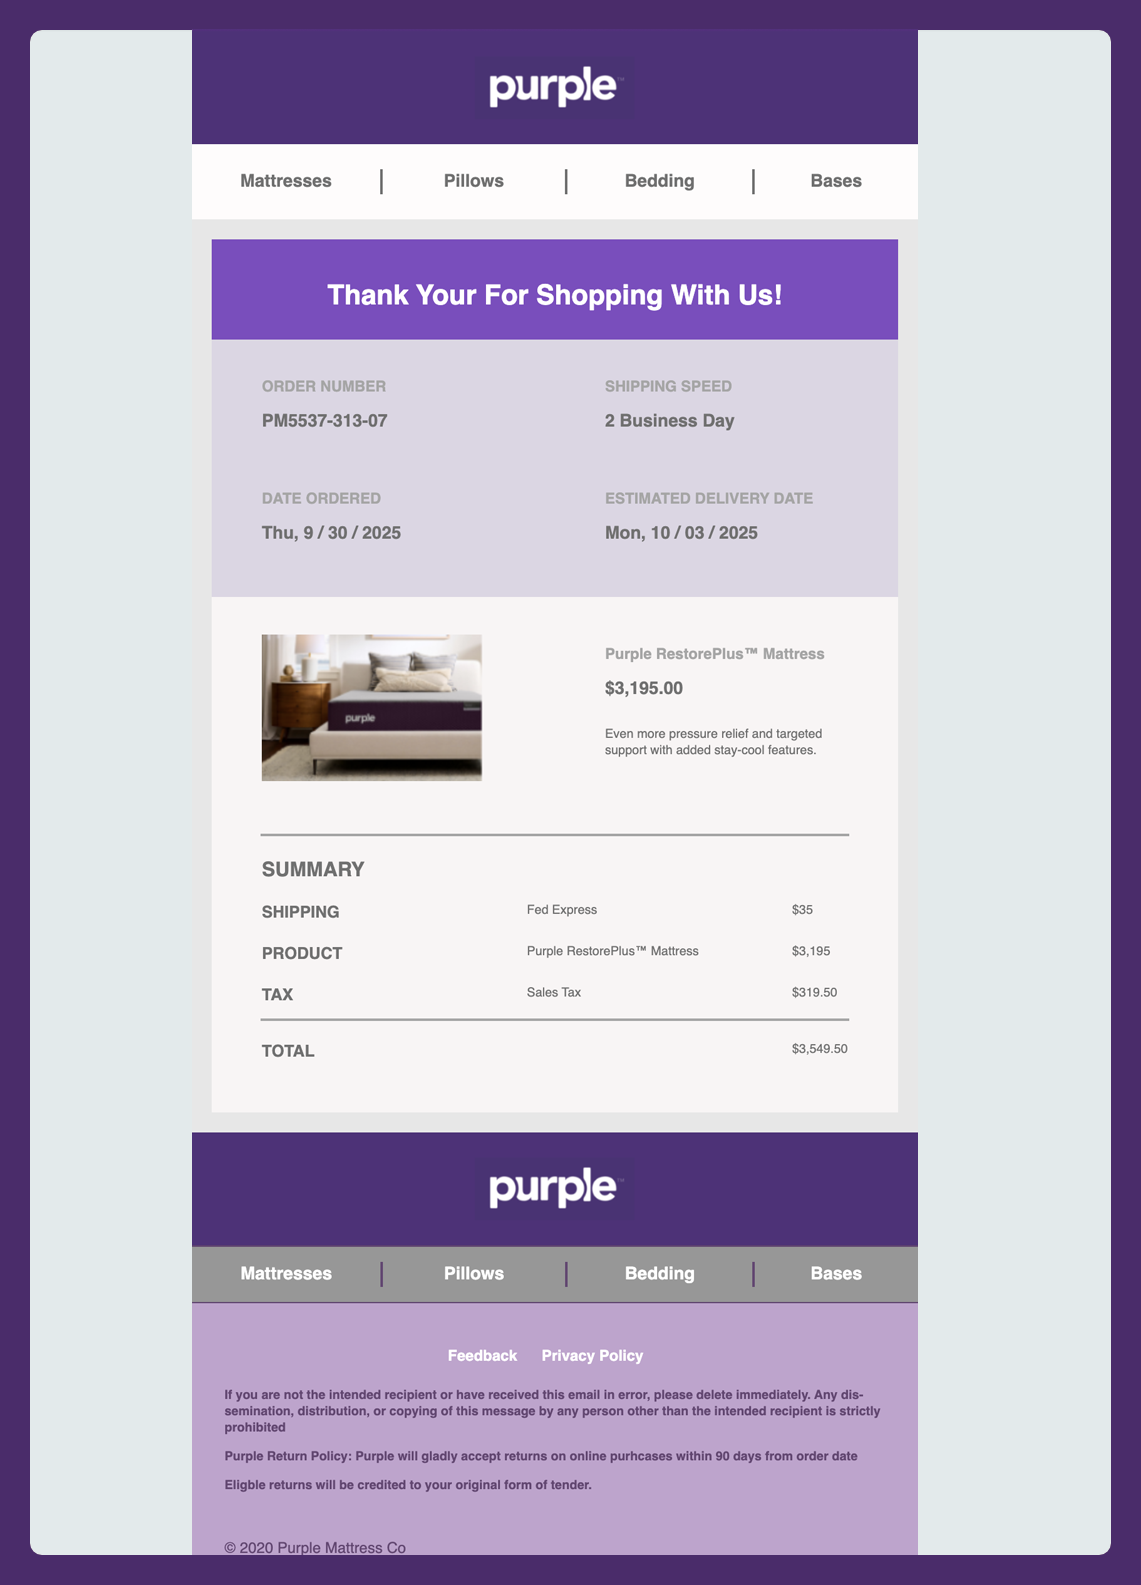 purple™
Mattresses | Pillows | Bedding | Bases
Thank Your For Shopping With Us!
ORDER NUMBER
PM5537-313-07
SHIPPING SPEED
2 Business Day
DATE ORDERED
Thu, 9 / 30 / 2025
ESTIMATED DELIVERY DATE
Mon, 10 / 03 / 2025
purple
Purple RestorePlus™ Mattress
$3,195.00
Even more pressure relief and targeted
support with added stay-cool features.
SUMMARY
SHIPPING Fed Express $35
PRODUCT Purple RestorePlus™ Mattress $3,195
TAX Sales Tax $319.50
TOTAL $3,549.50
purple™
Mattresses | Pillows | Bedding | Bases
Feedback Privacy Policy
If you are not the intended recipient or have received this email in error, please delete immediately. Any dis-
semination, distribution, or copying of this message by any person other than the intended recipient is strictly
prohibited
Purple Return Policy: Purple will gladly accept returns on online purhcases within 90 days from order date
Eligble returns will be credited to your original form of tender.
© 2020 Purple Mattress Co